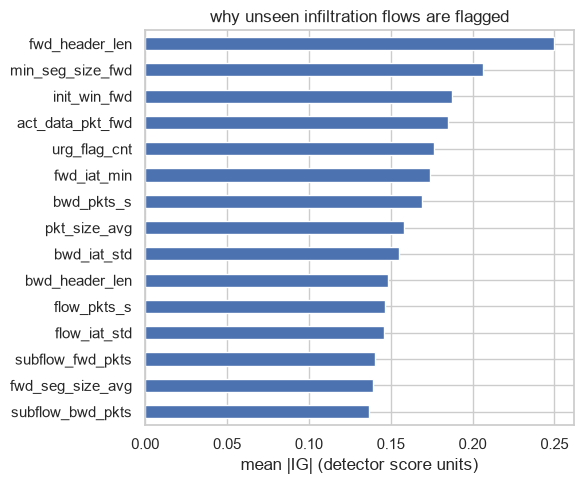 why unseen infiltration flows are flagged
fwd_header_len
min_seg_size_fwd
init_win_fwd
act_data_pkt_fwd
urg_flag_cnt
fwd_iat_min
bwd_pkts_s
pkt_size_avg
bwd_iat_std
bwd_header_len
flow_pkts_s
flow_iat_std
subflow_fwd_pkts
fwd_seg_size_avg
subflow_bwd_pkts
0.00 0.05 0.10 0.15 0.20 0.25
mean |IG| (detector score units)